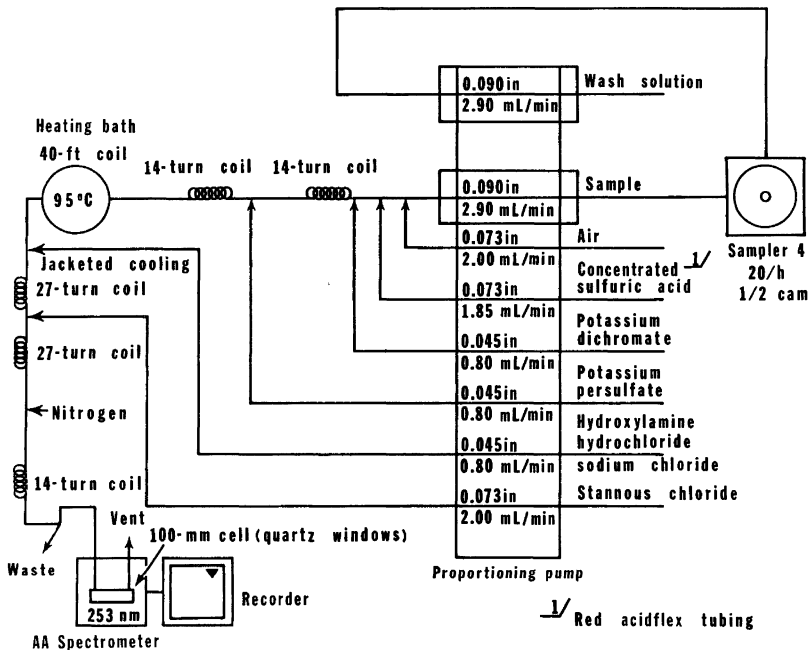 0.090in
Wash solution
2.90 mL/min
Heating bath
40-ft coil
14-turn coil
14-turn coil
95°C
0.090in
Sample
2.90 mL/min
0.073in
Air
2.00 mL/min
Jacketed cooling
Concentrated 1/
sulfuric acid
0.073in
1.85 mL/min
Sampler 4
20/h
1/2 cam
27-turn coil
Potassium
dichromate
0.045in
0.80 mL/min
27-turn coil
Potassium
persulfate
0.045in
0.80 mL/min
Nitrogen
Hydroxylamine
hydrochloride
sodium chloride
0.045in
0.80 mL/min
14-turn coil
0.073in
Stannous chloride
2.00 mL/min
Vent
100-mm cell (quartz windows)
Waste
253 nm
Recorder
AA Spectrometer
Proportioning pump
1/ Red acidflex tubing